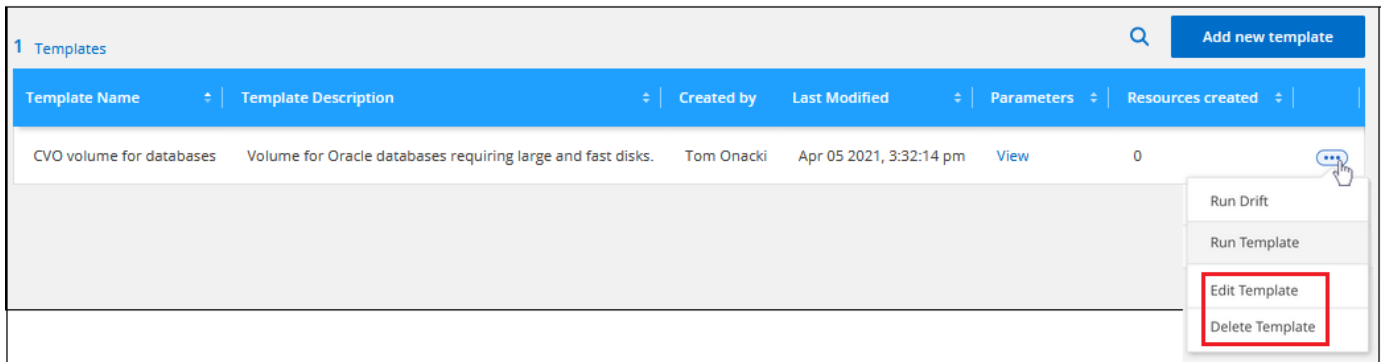 1 Templates
Add new template
Template Name Template Description Created by Last Modified Parameters Resources created
CVO volume for databases Volume for Oracle databases requiring large and fast disks. Tom Onacki Apr 05 2021, 3:32:14 pm View 0
Run Drift
Run Template
Edit Template
Delete Template